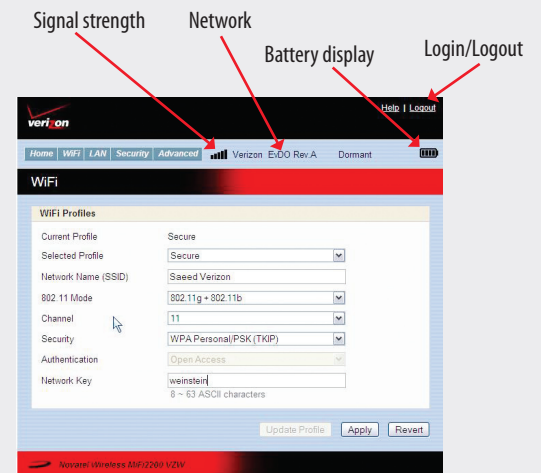 Signal strength
Network
Battery display
Login/Logout
verizon
Help | Logout
Home WiFi LAN Security Advanced Verizon EvDO Rev.A Dormant
WiFi
WiFi Profiles
Current Profile Secure
Selected Profile Secure
Network Name (SSID) Saeed Verizon
802.11 Mode 802.11g + 802.11b
Channel 11
Security WPA Personal/PSK (TKIP)
Authentication Open Access
Network Key weinstein
8 ~ 63 ASCII characters
Update Profile Apply Revert
Novatel Wireless MiFi2200 VZW